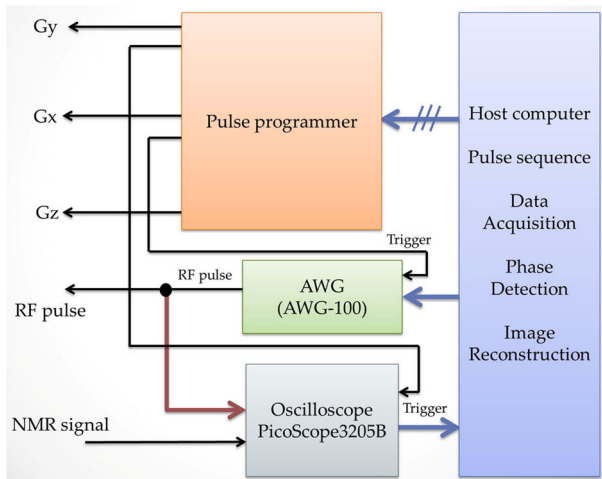 Gy
Gx
Gz
Pulse programmer
Host computer
Pulse sequence
Data
Acquisition
Phase
Detection
Image
Reconstruction
Trigger
RF pulse
AWG
(AWG-100)
RF pulse
Oscilloscope
PicoScope3205B
Trigger
NMR signal